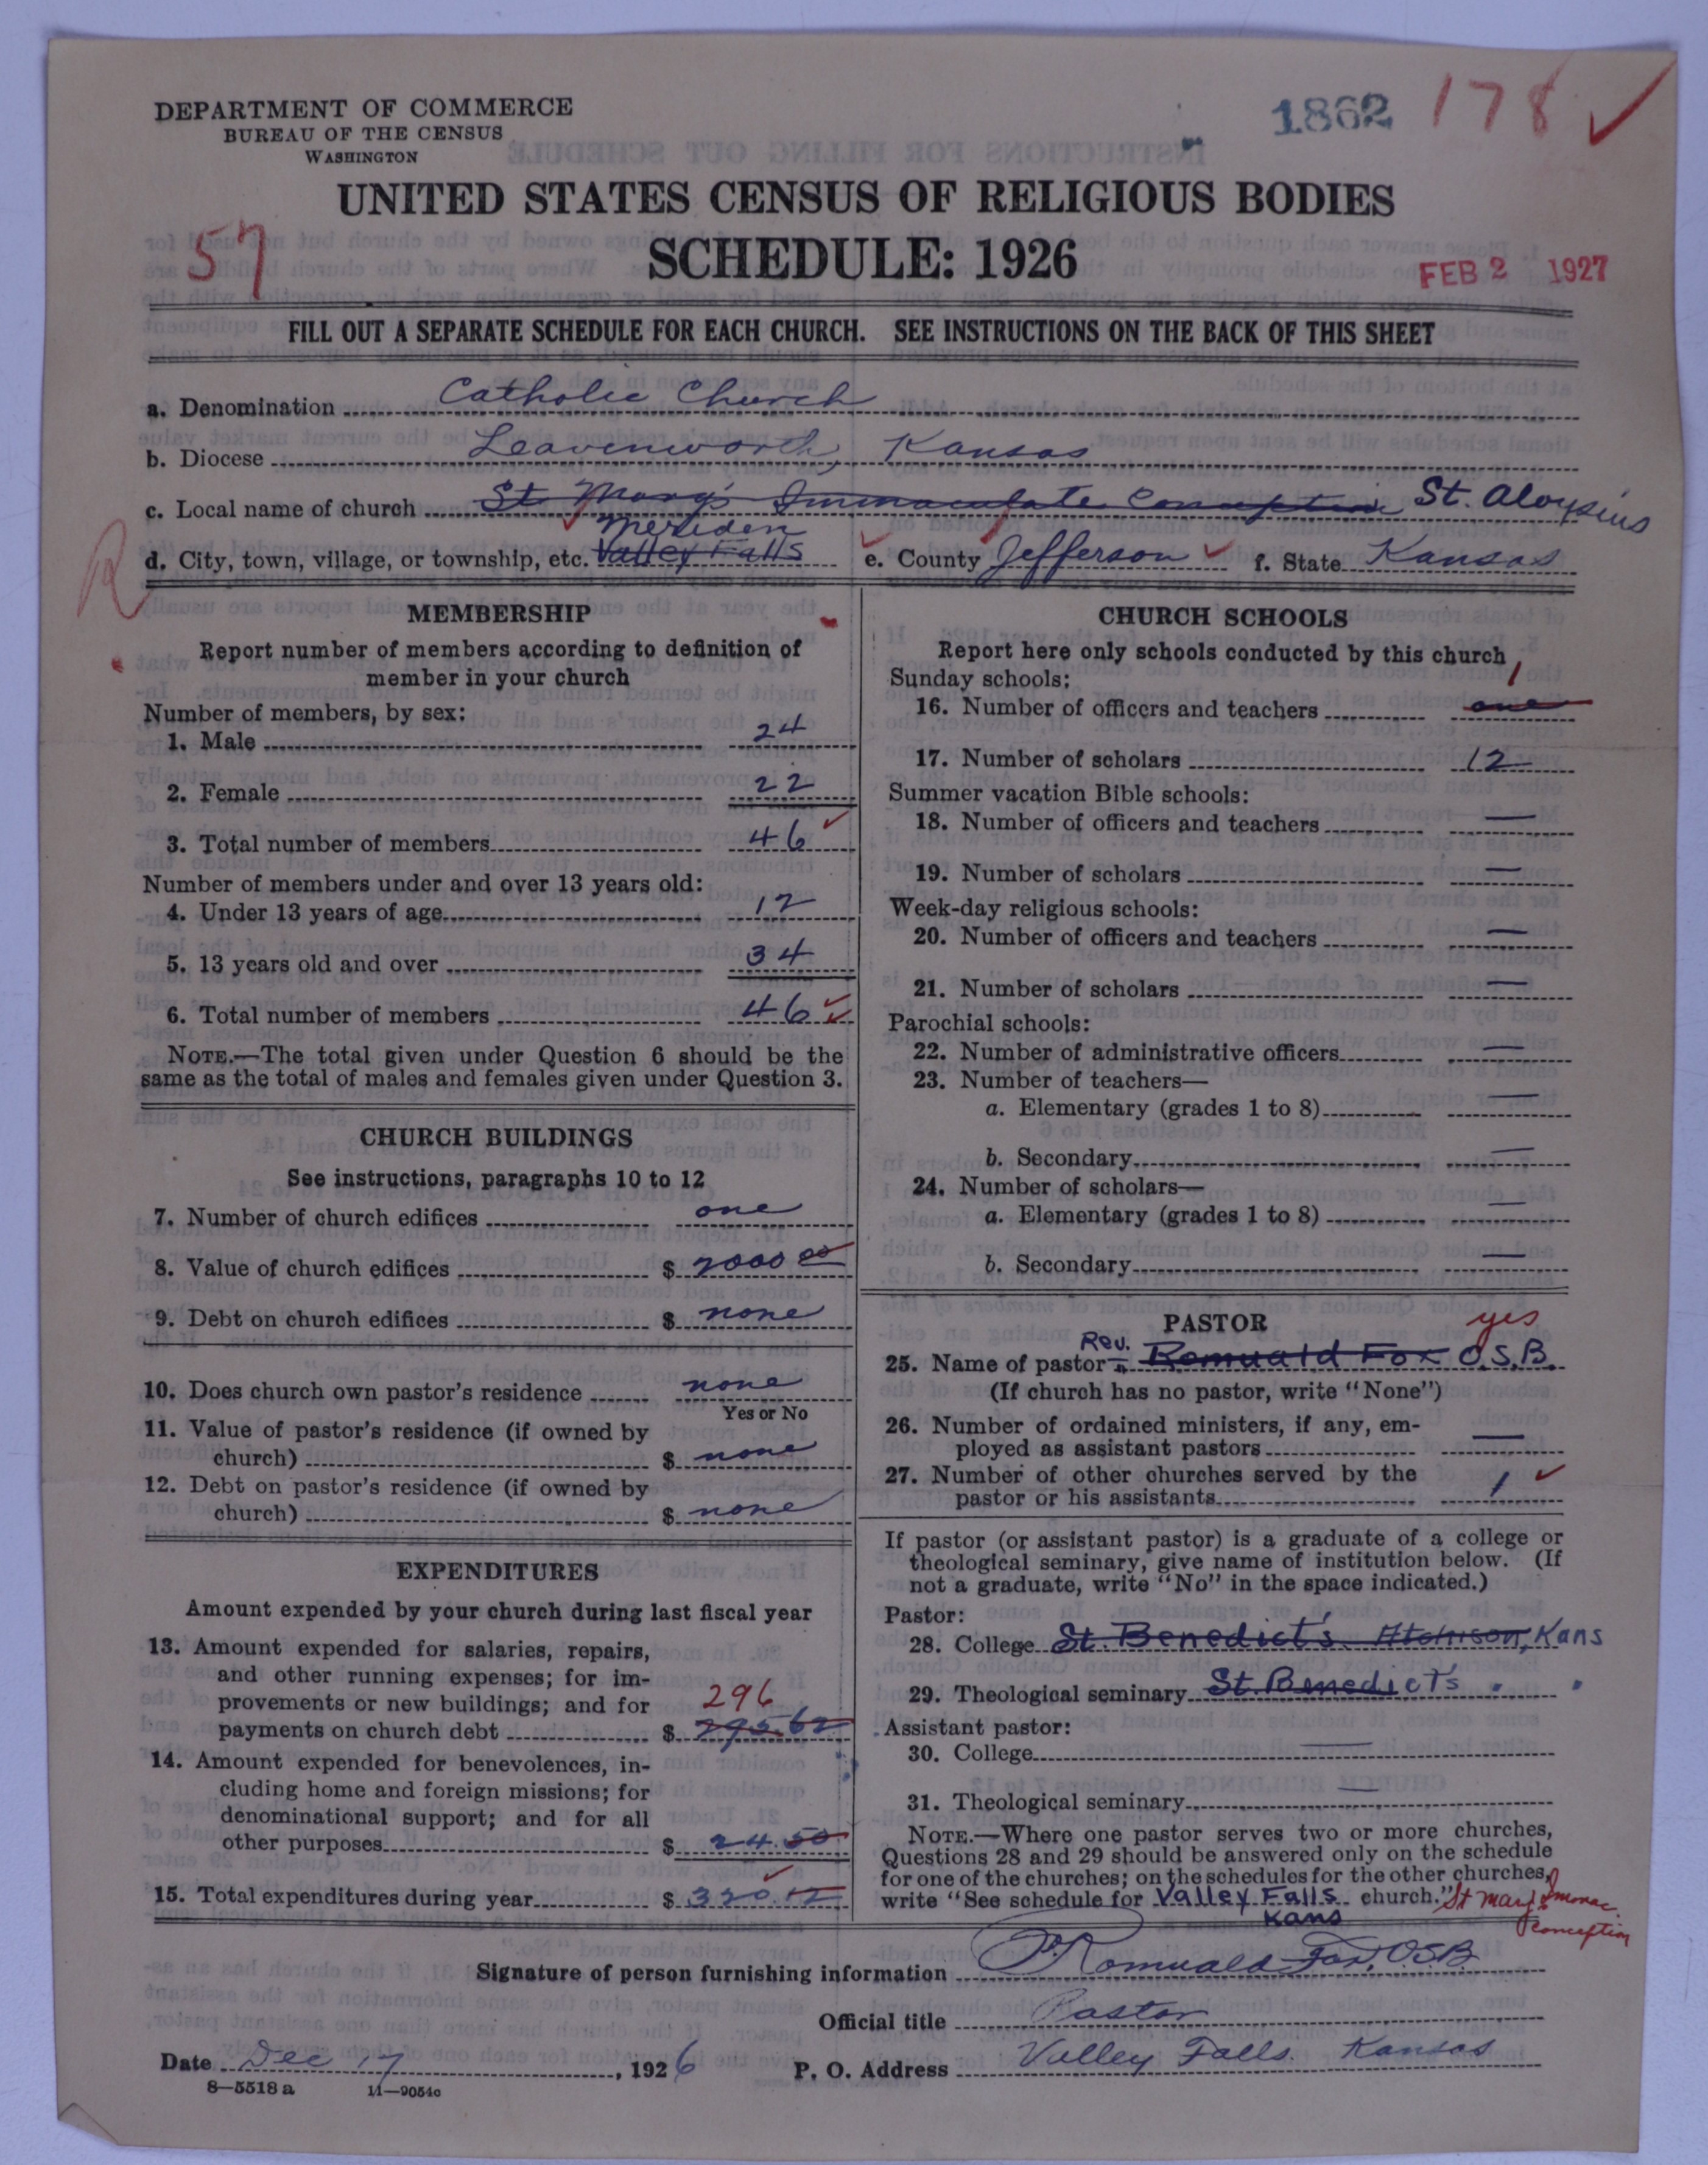 DEPARTMENT OF COMMERCE
BUREAU OF THE CENSUS
WASHINGTON
1862 178
UNITED STATES CENSUS OF RELIGIOUS BODIES
57
SCHEDULE: 1926
FEB 2 1927
FILL OUT A SEPARATE SCHEDULE FOR EACH CHURCH. SEE INSTRUCTIONS ON THE BACK OF THIS SHEET
a. Denomination Catholic Church
b. Diocese Leavenworth, Kansas
c. Local name of church St. Mary's Immaculate Conception St. Aloysius
Meriden
d. City, town, village, or township, etc. Valley Falls e. County Jefferson f. State Kansas
R
MEMBERSHIP
Report number of members according to definition of
member in your church
Number of members, by sex:
1. Male 24
2. Female 22
3. Total number of members 46
Number of members under and over 13 years old:
4. Under 13 years of age 12
5. 13 years old and over 34
6. Total number of members 46
NOTE.—The total given under Question 6 should be the
same as the total of males and females given under Question 3.
CHURCH BUILDINGS
See instructions, paragraphs 10 to 12
7. Number of church edifices one
8. Value of church edifices $ 2000 00
9. Debt on church edifices $ none
10. Does church own pastor's residence none
Yes or No
11. Value of pastor's residence (if owned by
church) $ none
12. Debt on pastor's residence (if owned by
church) $ none
EXPENDITURES
Amount expended by your church during last fiscal year
13. Amount expended for salaries, repairs,
and other running expenses; for im-
provements or new buildings; and for
296
payments on church debt $ 295.62
14. Amount expended for benevolences, in-
cluding home and foreign missions; for
denominational support; and for all
other purposes $ 24.50
15. Total expenditures during year $ 320.12
CHURCH SCHOOLS
Report here only schools conducted by this church
Sunday schools: 1
16. Number of officers and teachers one
17. Number of scholars 12
Summer vacation Bible schools:
18. Number of officers and teachers —
19. Number of scholars —
Week-day religious schools:
20. Number of officers and teachers —
21. Number of scholars —
Parochial schools:
22. Number of administrative officers —
23. Number of teachers—
a. Elementary (grades 1 to 8) —
b. Secondary —
24. Number of scholars—
a. Elementary (grades 1 to 8) —
b. Secondary —
PASTOR yes
25. Name of pastor Rev. Romuald Fox O.S.B.
(If church has no pastor, write "None")
26. Number of ordained ministers, if any, em-
ployed as assistant pastors —
27. Number of other churches served by the
pastor or his assistants 1
If pastor (or assistant pastor) is a graduate of a college or
theological seminary, give name of institution below. (If
not a graduate, write "No" in the space indicated.)
Pastor:
28. College St. Benedict's Atchison, Kans
29. Theological seminary St. Benedict's "  "
Assistant pastor:
30. College —
31. Theological seminary —
NOTE.—Where one pastor serves two or more churches,
Questions 28 and 29 should be answered only on the schedule
for one of the churches; on the schedules for the other churches,
write "See schedule for Valley Falls church." St Mary's Immac.
Kans Conception
Signature of person furnishing information P. Romuald Fox, O.S.B.
Official title Pastor
Date Dec 17, 1926 P. O. Address Valley Falls. Kansas
8—5518 a 11—9054c